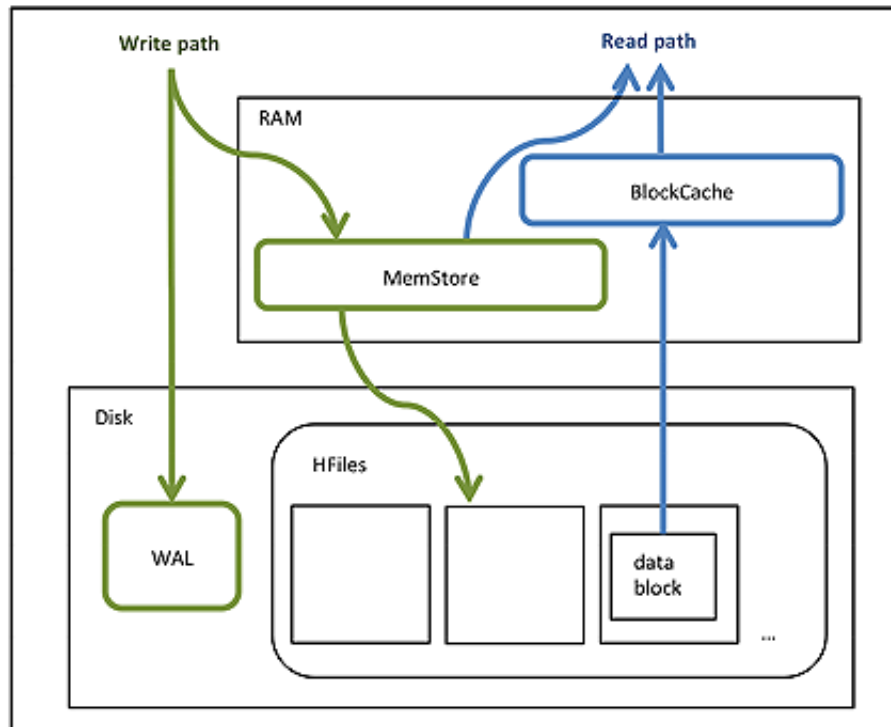 Write path
Read path
RAM
BlockCache
MemStore
Disk
HFiles
WAL
data
block
...